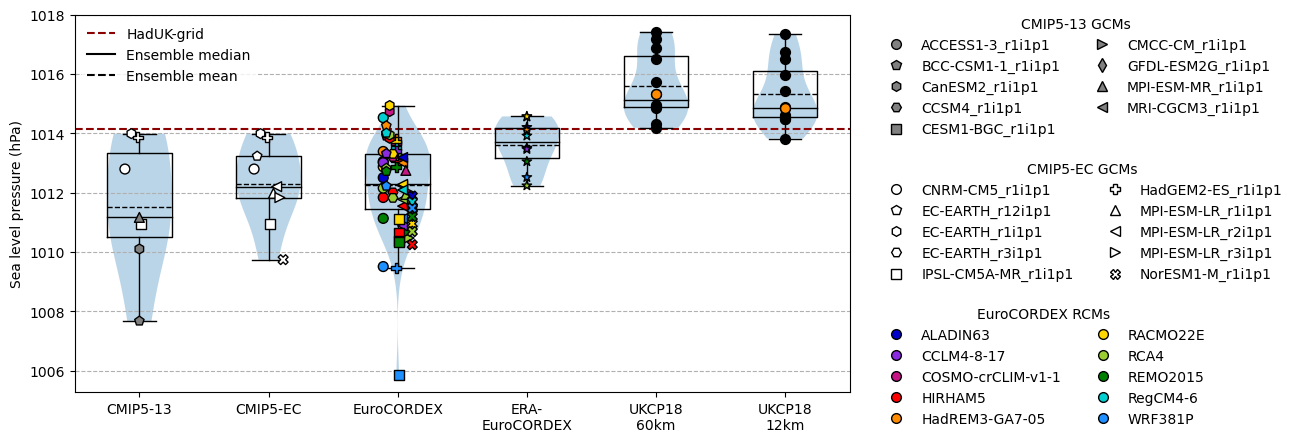 HadUK-grid
Ensemble median
Ensemble mean
Sea level pressure (hPa)
1018
1016
1014
1012
1010
1008
1006
CMIP5-13
CMIP5-EC
EuroCORDEX
ERA-
EuroCORDEX
UKCP18
60km
UKCP18
12km
CMIP5-13 GCMs
ACCESS1-3_r1i1p1
BCC-CSM1-1_r1i1p1
CanESM2_r1i1p1
CCSM4_r1i1p1
CESM1-BGC_r1i1p1
CMCC-CM_r1i1p1
GFDL-ESM2G_r1i1p1
MPI-ESM-MR_r1i1p1
MRI-CGCM3_r1i1p1
CMIP5-EC GCMs
CNRM-CM5_r1i1p1
EC-EARTH_r12i1p1
EC-EARTH_r1i1p1
EC-EARTH_r3i1p1
IPSL-CM5A-MR_r1i1p1
HadGEM2-ES_r1i1p1
MPI-ESM-LR_r1i1p1
MPI-ESM-LR_r2i1p1
MPI-ESM-LR_r3i1p1
NorESM1-M_r1i1p1
EuroCORDEX RCMs
ALADIN63
CCLM4-8-17
COSMO-crCLIM-v1-1
HIRHAM5
HadREM3-GA7-05
RACMO22E
RCA4
REMO2015
RegCM4-6
WRF381P